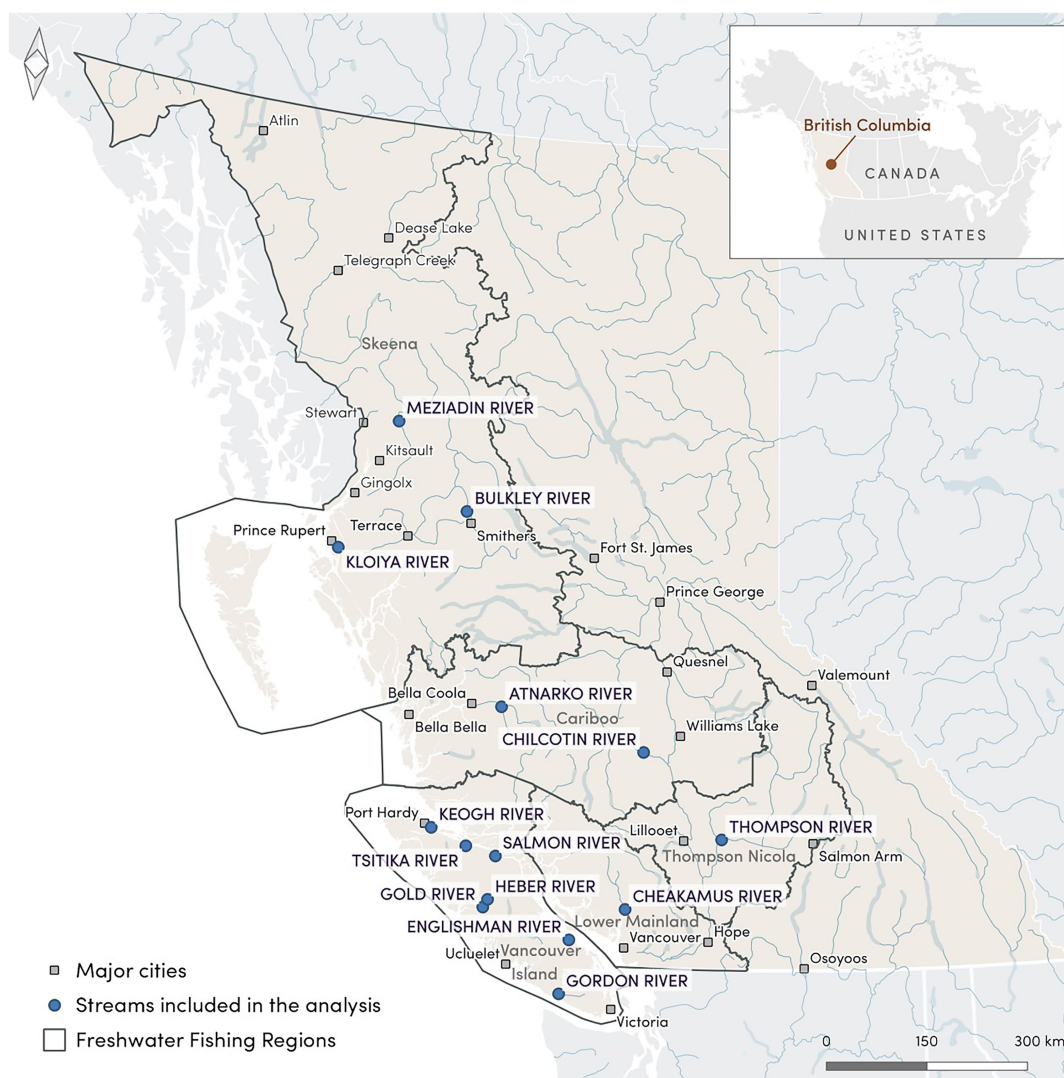 Atlin
British Columbia
CANADA
UNITED STATES
Dease Lake
Telegraph Creek
Skeena
MEZIADIN RIVER
Stewart
Kitsault
Gingolx
BULKLEY RIVER
Prince Rupert
Terrace
Smithers
KLOIYA RIVER
Fort St. James
Prince George
Quesnel
Valemount
Bella Coola
ATNARKO RIVER
Bella Bella
Cariboo
Williams Lake
CHILCOTIN RIVER
Port Hardy
KEOGH RIVER
Lillooet
THOMPSON RIVER
TSITIKA RIVER
SALMON RIVER
Thompson Nicola
Salmon Arm
GOLD RIVER
HEBER RIVER
CHEAKAMUS RIVER
ENGLISHMAN RIVER
Lower Mainland
Vancouver
Hope
Ucluelet
Vancouver
Island
Osoyoos
GORDON RIVER
Victoria
Major cities
Streams included in the analysis
Freshwater Fishing Regions
0 150 300 km